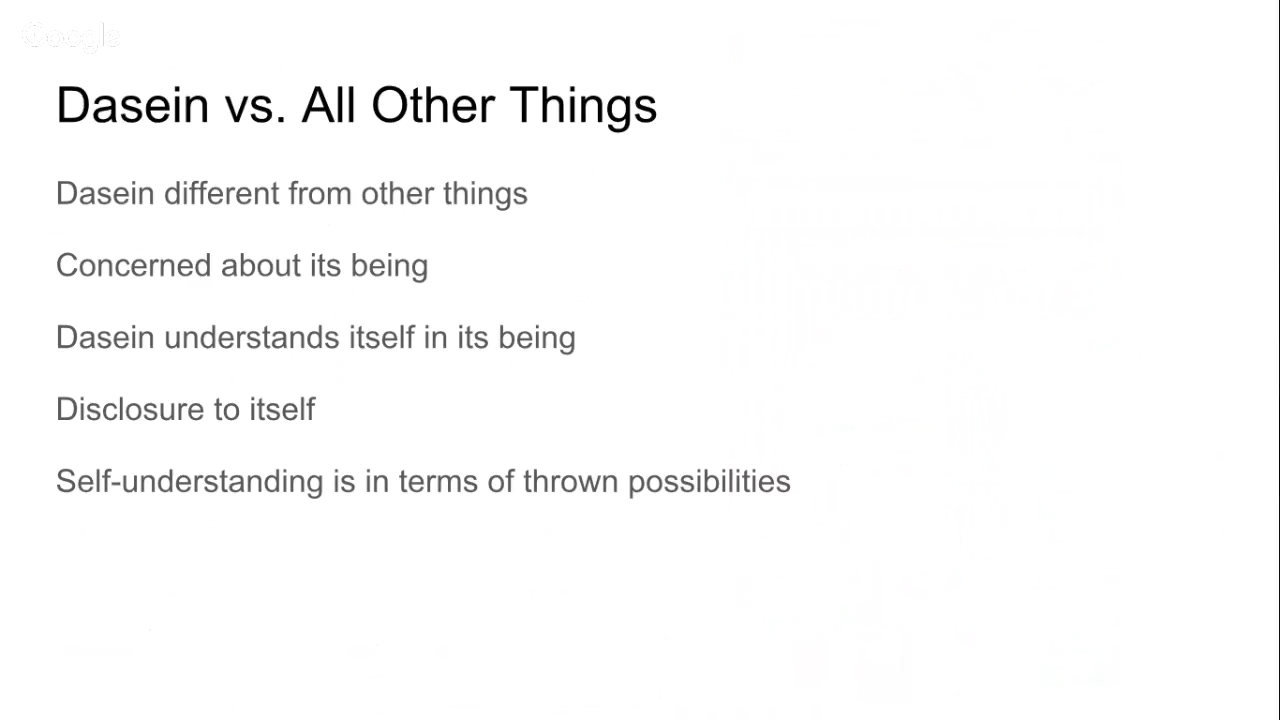 Google
Dasein vs. All Other Things
Dasein different from other things
Concerned about its being
Dasein understands itself in its being
Disclosure to itself
Self-understanding is in terms of thrown possibilities